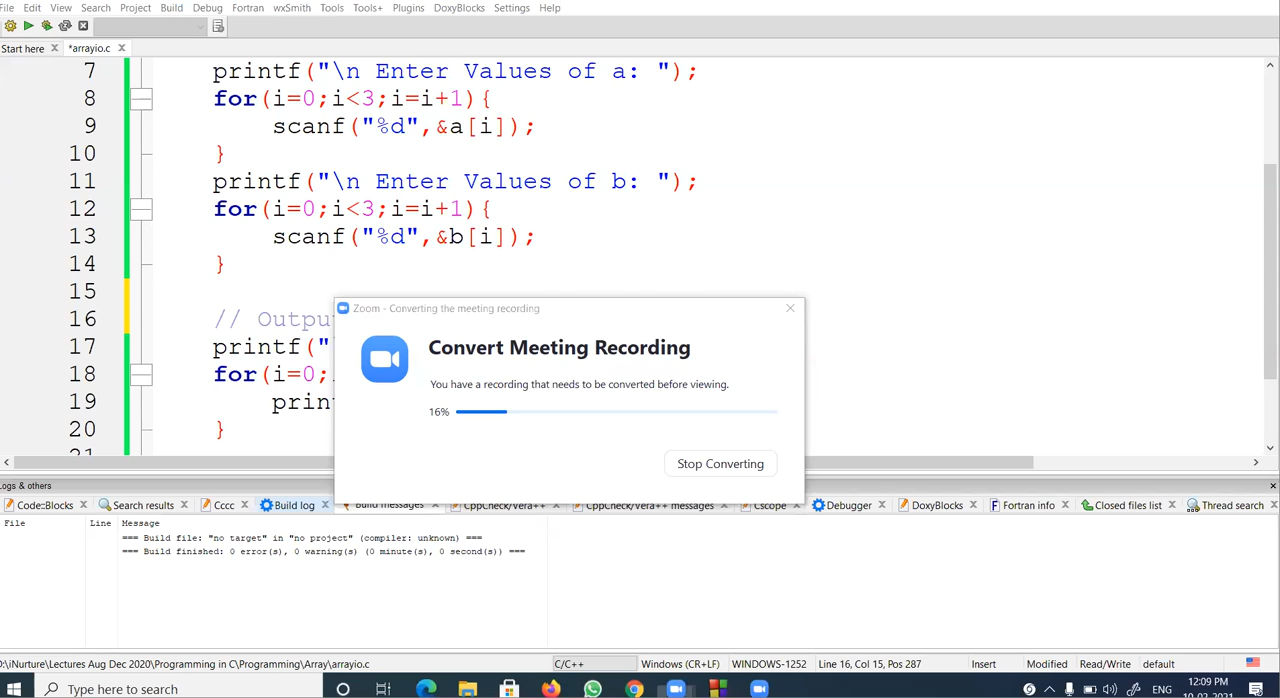 File Edit View Search Project Build Debug Fortran wxSmith Tools Tools+ Plugins DoxyBlocks Settings Help
Start here *arrayio.c
7 printf("\n Enter Values of a: ");
8 for(i=0;i<3;i=i+1){
9 scanf("%d",&a[i]);
10 }
11 printf("\n Enter Values of b: ");
12 for(i=0;i<3;i=i+1){
13 scanf("%d",&b[i]);
14 }
15
16 // Outpu
17 printf("
18 for(i=0;
19 prin
20 }
21
Zoom - Converting the meeting recording
Convert Meeting Recording
You have a recording that needs to be converted before viewing.
16%
Stop Converting
Logs & others
Code::Blocks Search results Cccc Build log Build messages CppCheck/Vera++ CppCheck/Vera++ messages Cscope Debugger DoxyBlocks Fortran info Closed files list Thread search
File Line Message
=== Build file: "no target" in "no project" (compiler: unknown) ===
=== Build finished: 0 error(s), 0 warning(s) (0 minute(s), 0 second(s)) ===
D:\iNurture\Lectures Aug Dec 2020\Programming in C\Programming\Array\arrayio.c C/C++ Windows (CR+LF) WINDOWS-1252 Line 16, Col 15, Pos 287 Insert Modified Read/Write default
Type here to search ENG 12:09 PM